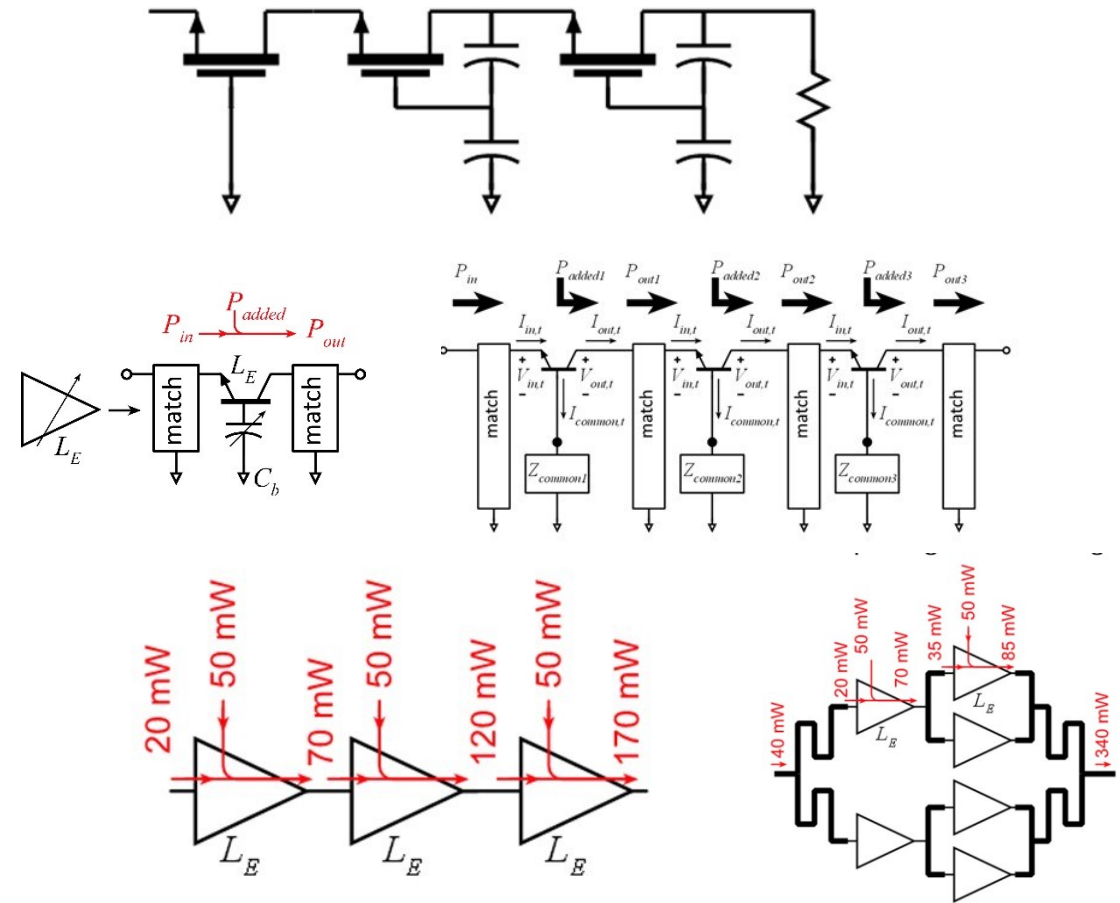 P_in
P_added
P_out
match
L_E
match
L_E
C_b
P_in
P_added1
P_out1
P_added2
P_out2
P_added3
P_out3
I_in,t
I_out,t
I_in,t
I_out,t
I_in,t
I_out,t
match
+
V_in,t
-
+
V_out,t
-
match
+
V_in,t
-
+
V_out,t
-
match
+
V_in,t
-
+
V_out,t
-
match
I_common,t
I_common,t
I_common,t
Z_common1
Z_common2
Z_common3
20 mW
50 mW
70 mW
50 mW
120 mW
50 mW
170 mW
L_E
L_E
L_E
40 mW
20 mW
50 mW
70 mW
35 mW
50 mW
85 mW
340 mW
L_E
L_E